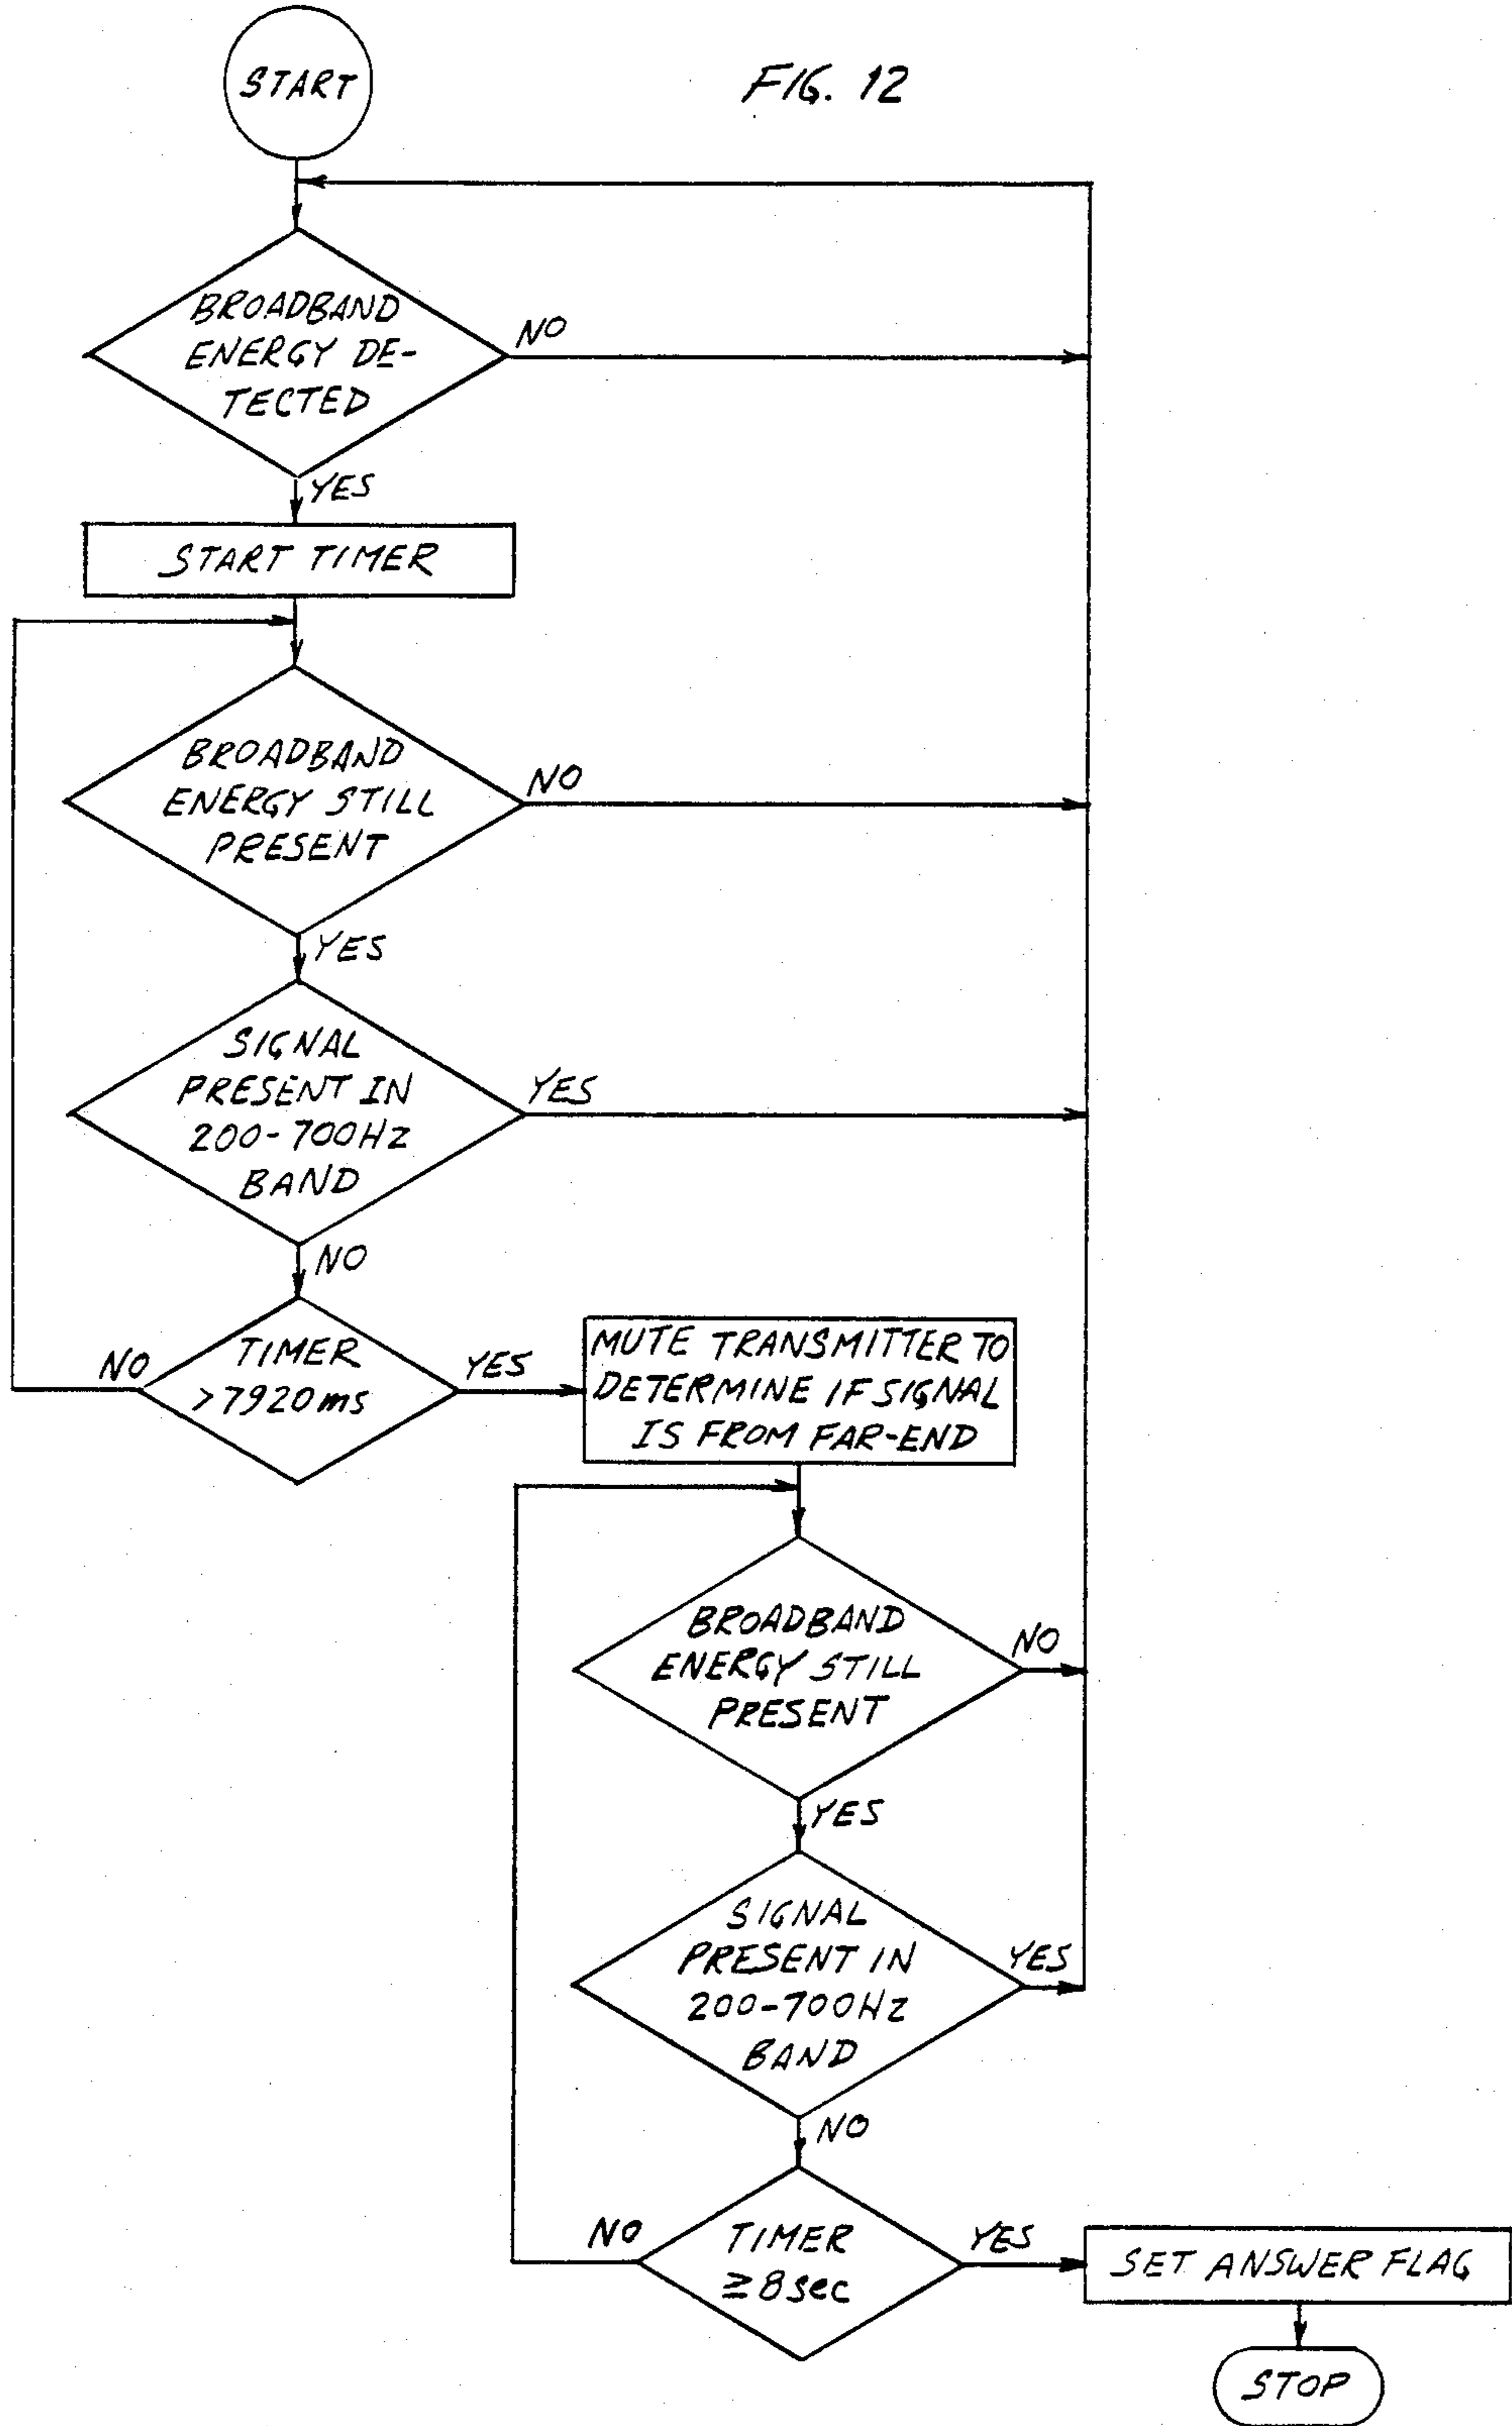 START
FIG. 12
BROADBAND
ENERGY DE-
TECTED
NO
YES
START TIMER
BROADBAND
ENERGY STILL
PRESENT
NO
YES
SIGNAL
PRESENT IN
200-700HZ
BAND
YES
NO
TIMER
>7920ms
NO
YES
MUTE TRANSMITTER TO
DETERMINE IF SIGNAL
IS FROM FAR-END
BROADBAND
ENERGY STILL
PRESENT
NO
YES
SIGNAL
PRESENT IN
200-700HZ
BAND
YES
NO
TIMER
≥8sec
NO
YES
SET ANSWER FLAG
STOP